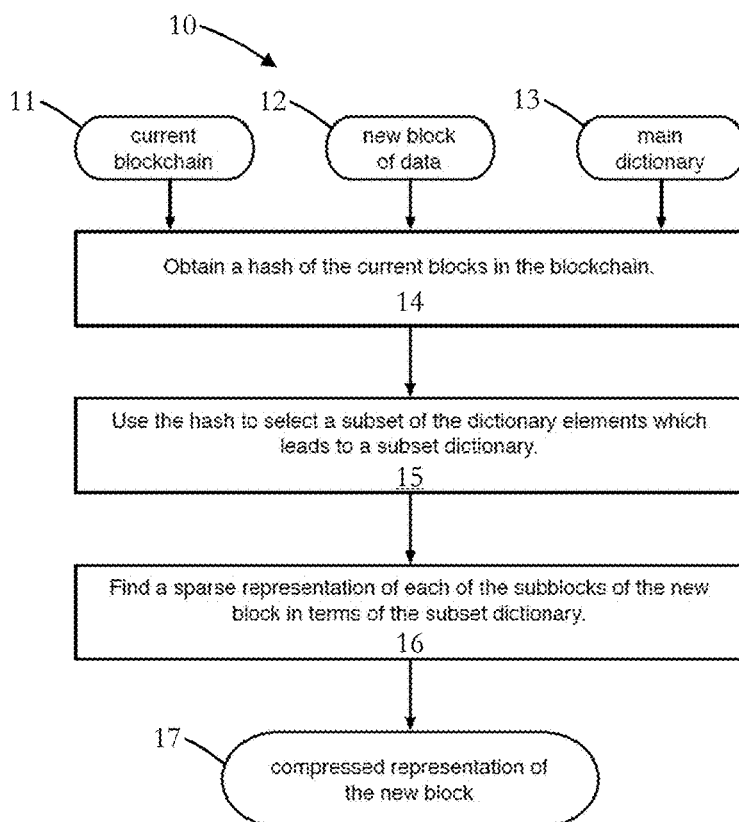 10
11
12
13
current
blockchain
new block
of data
main
dictionary
Obtain a hash of the current blocks in the blockchain.
14
Use the hash to select a subset of the dictionary elements which
leads to a subset dictionary.
15
Find a sparse representation of each of the subblocks of the new
block in terms of the subset dictionary.
16
17
compressed representation of
the new block